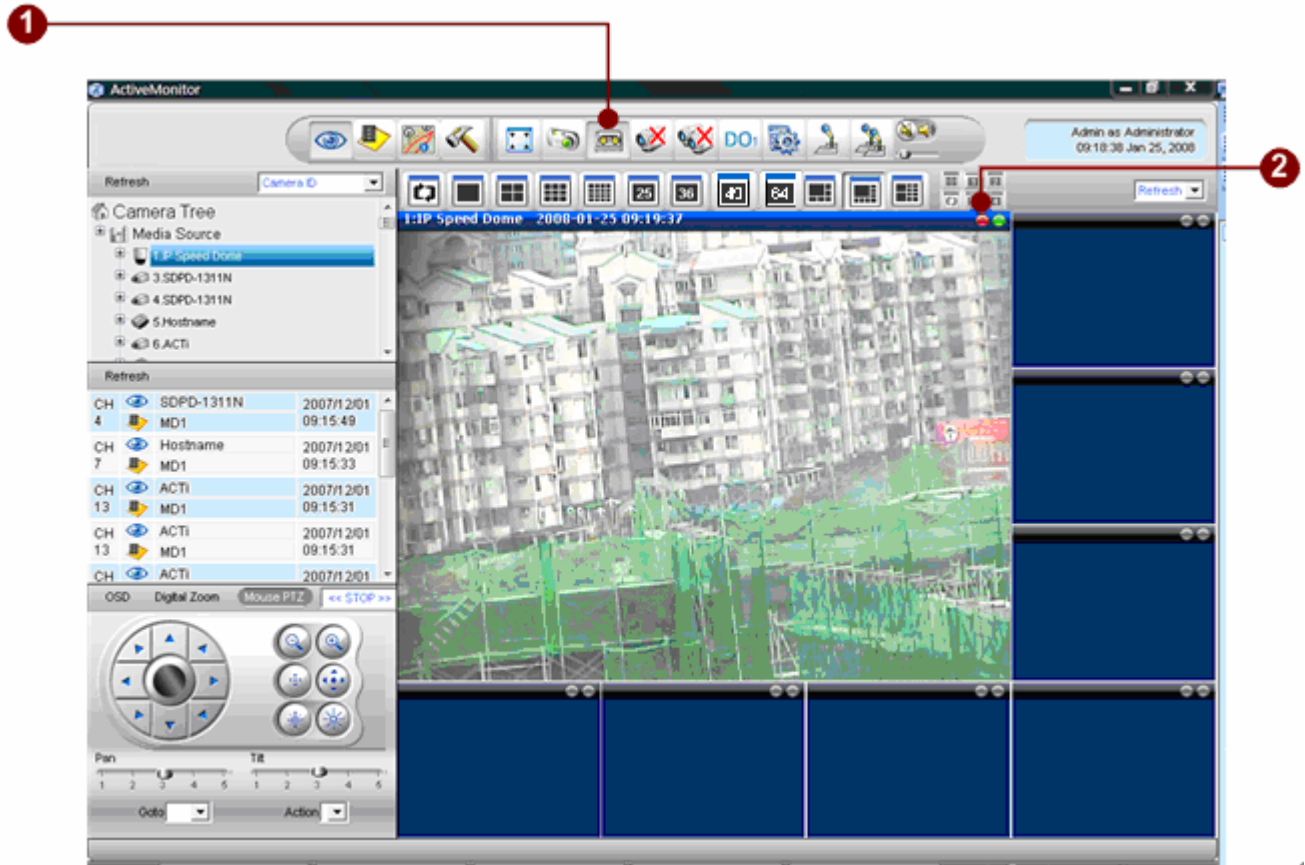 1
ActiveMonitor
DO1
Admin as Administrator
09:18:38 Jan 25, 2008
2
Refresh
Camera ID
25
36
64
Refresh
Camera Tree
Media Source
1.IP Speed Dome
3.SDPD-1311N
4.SDPD-1311N
5.Hostname
6.ACTi
1:IP Speed Dome 2008-01-25 09:19:37
Refresh
CH 4 SDPD-1311N 2007/12/01
MD1 09:15:49
CH 7 Hostname 2007/12/01
MD1 09:15:33
CH 13 ACTi 2007/12/01
MD1 09:15:31
CH 13 ACTi 2007/12/01
MD1 09:15:31
CH ACTi 2007/12/01
OSD Digital Zoom Mouse PTZ << STOP >>
Pan Tilt
1 2 3 4 5 1 2 3 4 5
Goto Action